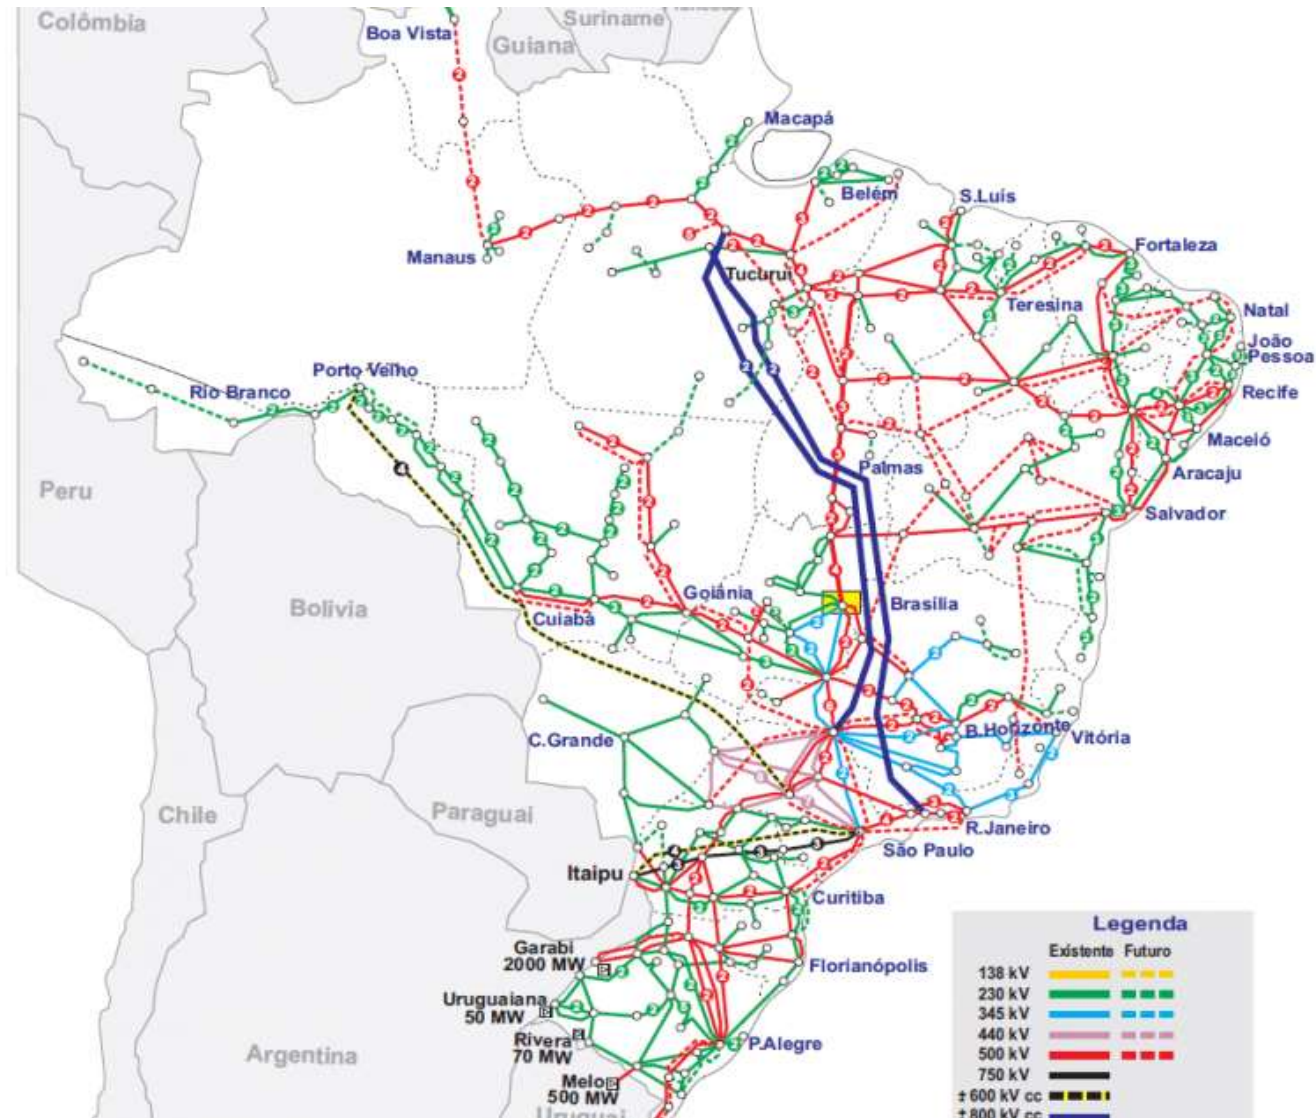 Colômbia
Boa Vista
Suriname
Guiana
Macapá
Belém
S.Luís
Fortaleza
Manaus
Tucuruí
Teresina
Natal
João
Pessoa
Porto Velho
Rio Branco
Recife
Maceió
Palmas
Aracaju
Peru
Salvador
Goiânia
Bolivia
Cuiabá
Brasília
C.Grande
B.Horizonte
Vitória
Chile
Paraguai
R.Janeiro
São Paulo
Itaipu
Curitiba
Garabi
2000 MW
Florianópolis
Uruguaiana
50 MW
Rivera
70 MW
P.Alegre
Argentina
Melo
500 MW
Uruguai
Legenda
Existente Futuro
138 kV
230 kV
345 kV
440 kV
500 kV
750 kV
± 600 kV cc
± 800 kV cc